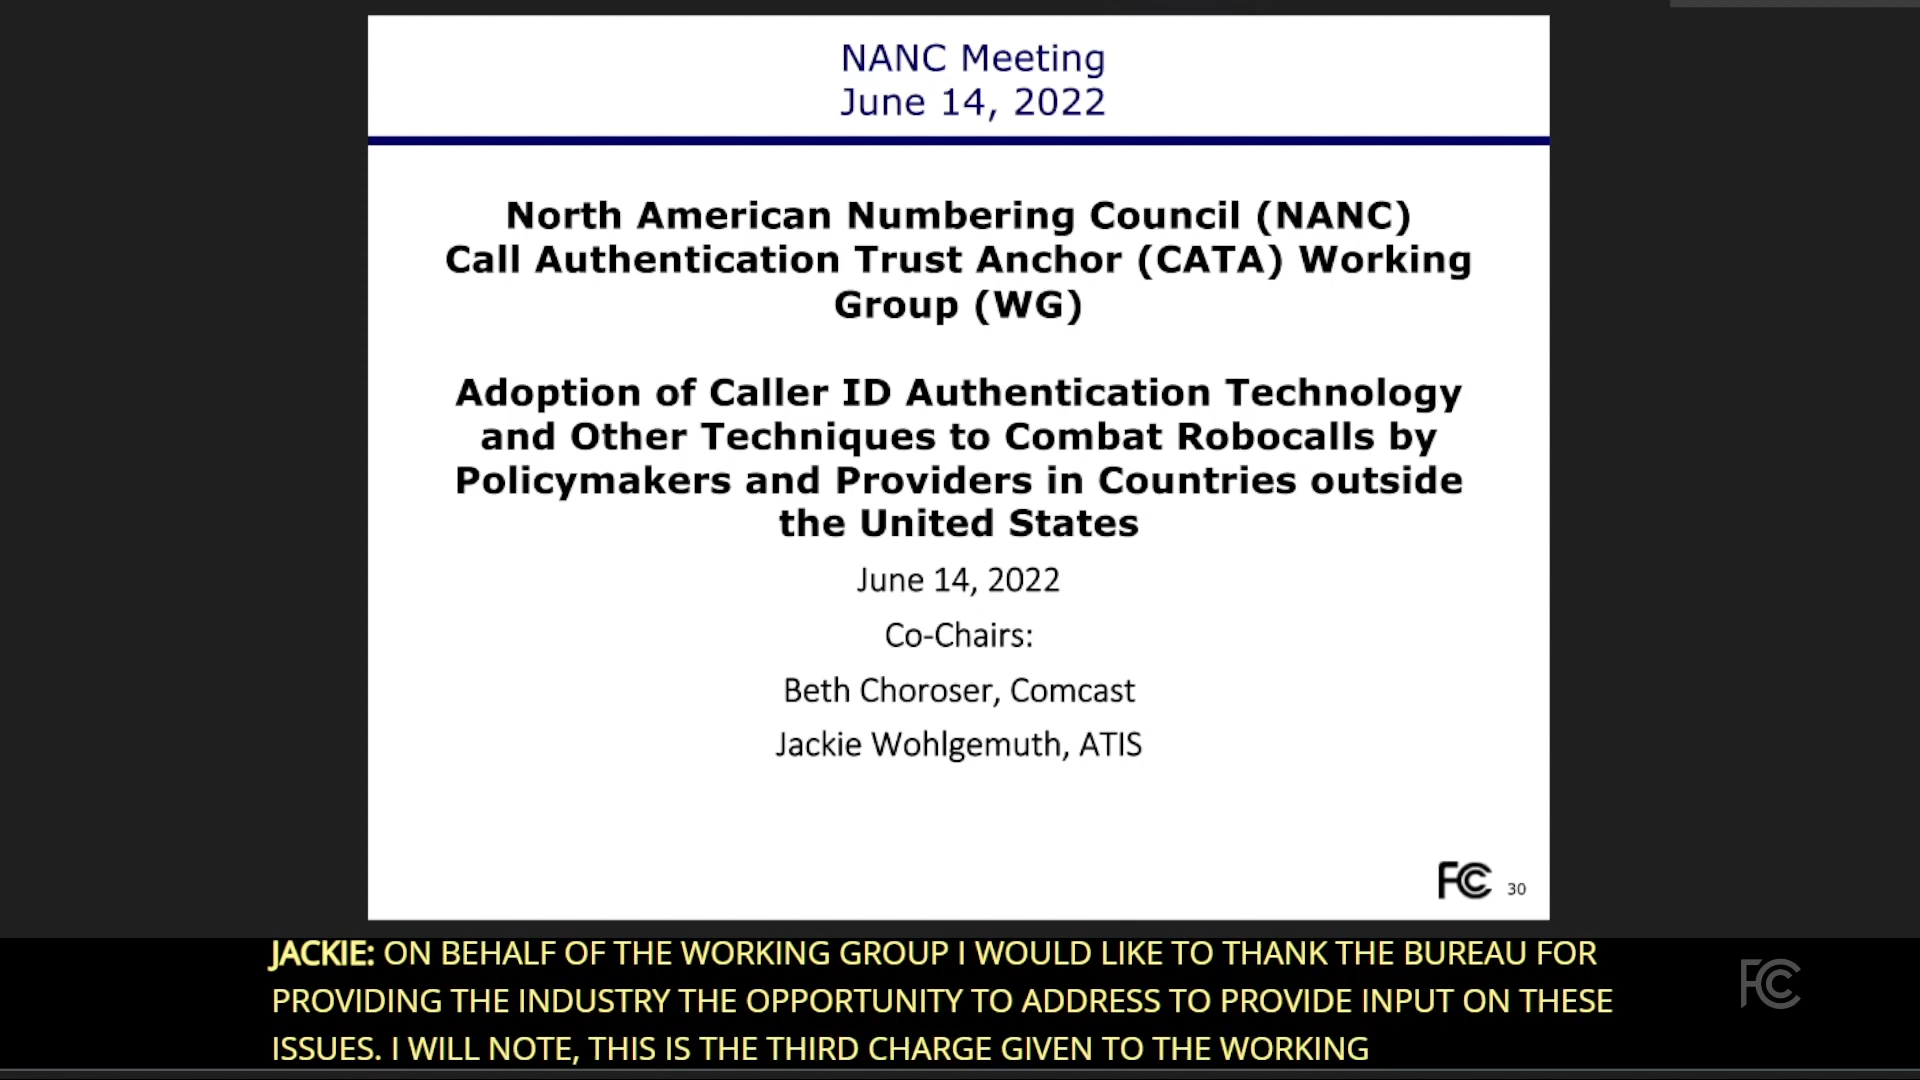 NANC Meeting
June 14, 2022
North American Numbering Council (NANC)
Call Authentication Trust Anchor (CATA) Working
Group (WG)
Adoption of Caller ID Authentication Technology
and Other Techniques to Combat Robocalls by
Policymakers and Providers in Countries outside
the United States
June 14, 2022
Co-Chairs:
Beth Choroser, Comcast
Jackie Wohlgemuth, ATIS
FCC 30
JACKIE: ON BEHALF OF THE WORKING GROUP I WOULD LIKE TO THANK THE BUREAU FOR
PROVIDING THE INDUSTRY THE OPPORTUNITY TO ADDRESS TO PROVIDE INPUT ON THESE
ISSUES. I WILL NOTE, THIS IS THE THIRD CHARGE GIVEN TO THE WORKING
FCC